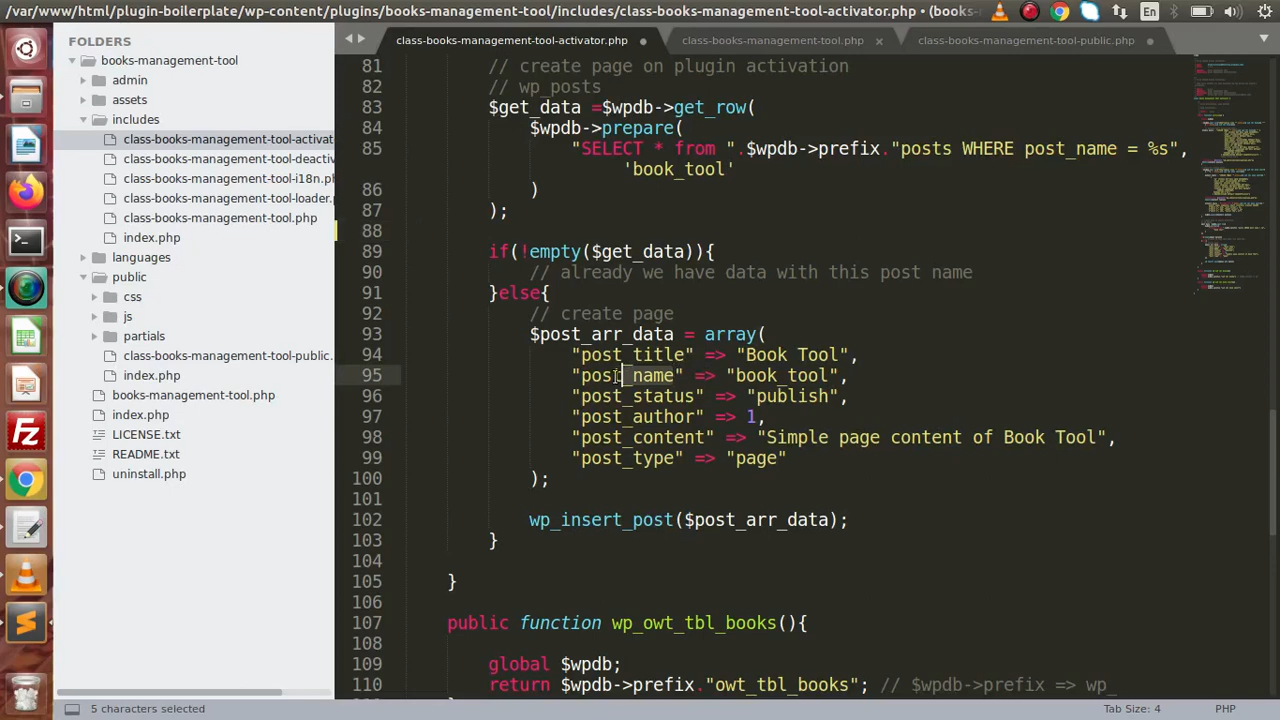 /var/www/html/plugin-boilerplate/wp-content/plugins/books-management-tool/includes/class-books-management-tool-activator.php • (books-
En
FOLDERS
books-management-tool
admin
assets
includes
class-books-management-tool-activat
class-books-management-tool-deactiv
class-books-management-tool-i18n.ph
class-books-management-tool-loader.
class-books-management-tool.php
index.php
languages
public
css
js
partials
class-books-management-tool-public.
index.php
books-management-tool.php
index.php
LICENSE.txt
README.txt
uninstall.php
class-books-management-tool-activator.php
class-books-management-tool.php
class-books-management-tool-public.php
81 // create page on plugin activation
82 // wp_posts
83 $get_data =$wpdb->get_row(
84 $wpdb->prepare(
85 "SELECT * from ".$wpdb->prefix."posts WHERE post_name = %s",
'book_tool'
86 )
87 );
88
89 if(!empty($get_data)){
90 // already we have data with this post name
91 }else{
92 // create page
93 $post_arr_data = array(
94 "post_title" => "Book Tool",
95 "post_name" => "book_tool",
96 "post_status" => "publish",
97 "post_author" => 1,
98 "post_content" => "Simple page content of Book Tool",
99 "post_type" => "page"
100 );
101
102 wp_insert_post($post_arr_data);
103 }
104
105 }
106
107 public function wp_owt_tbl_books(){
108
109 global $wpdb;
110 return $wpdb->prefix."owt_tbl_books"; // $wpdb->prefix => wp_
5 characters selected
Tab Size: 4
PHP